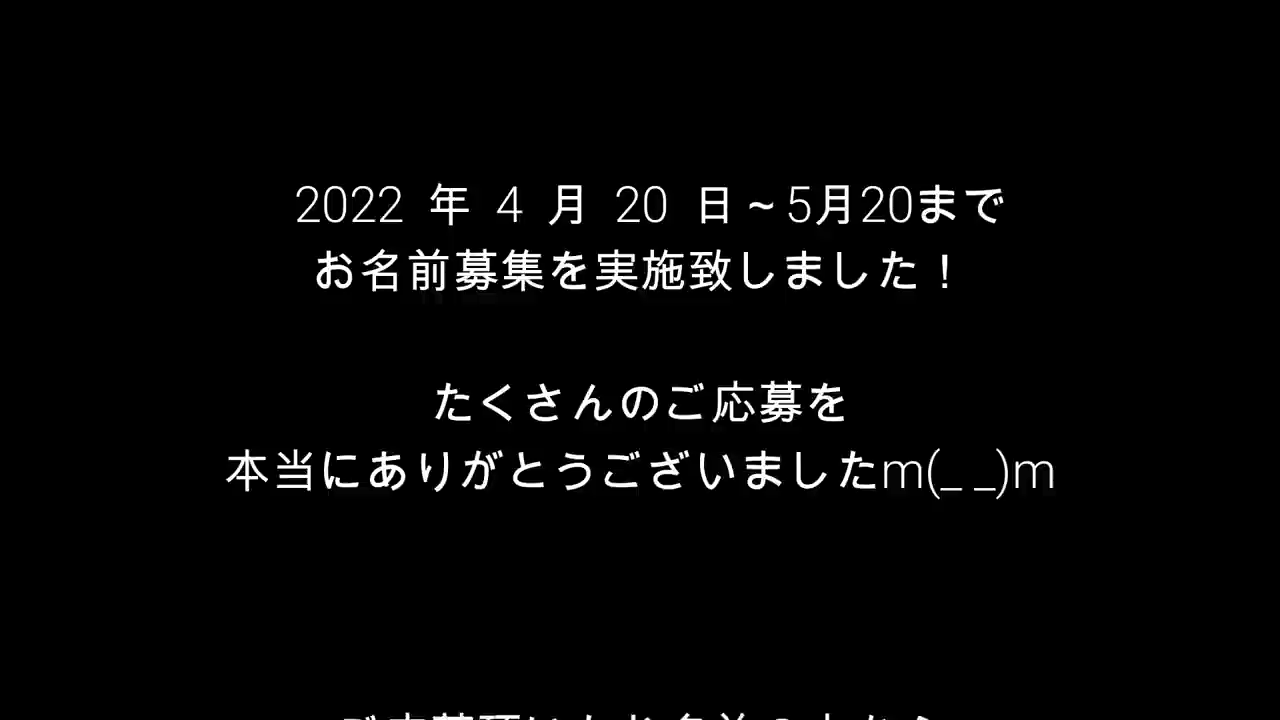 2022 年 4 月 20 日~5月20まで
お名前募集を実施致しました!
たくさんのご応募を
本当にありがとうございましたm(_ _)m